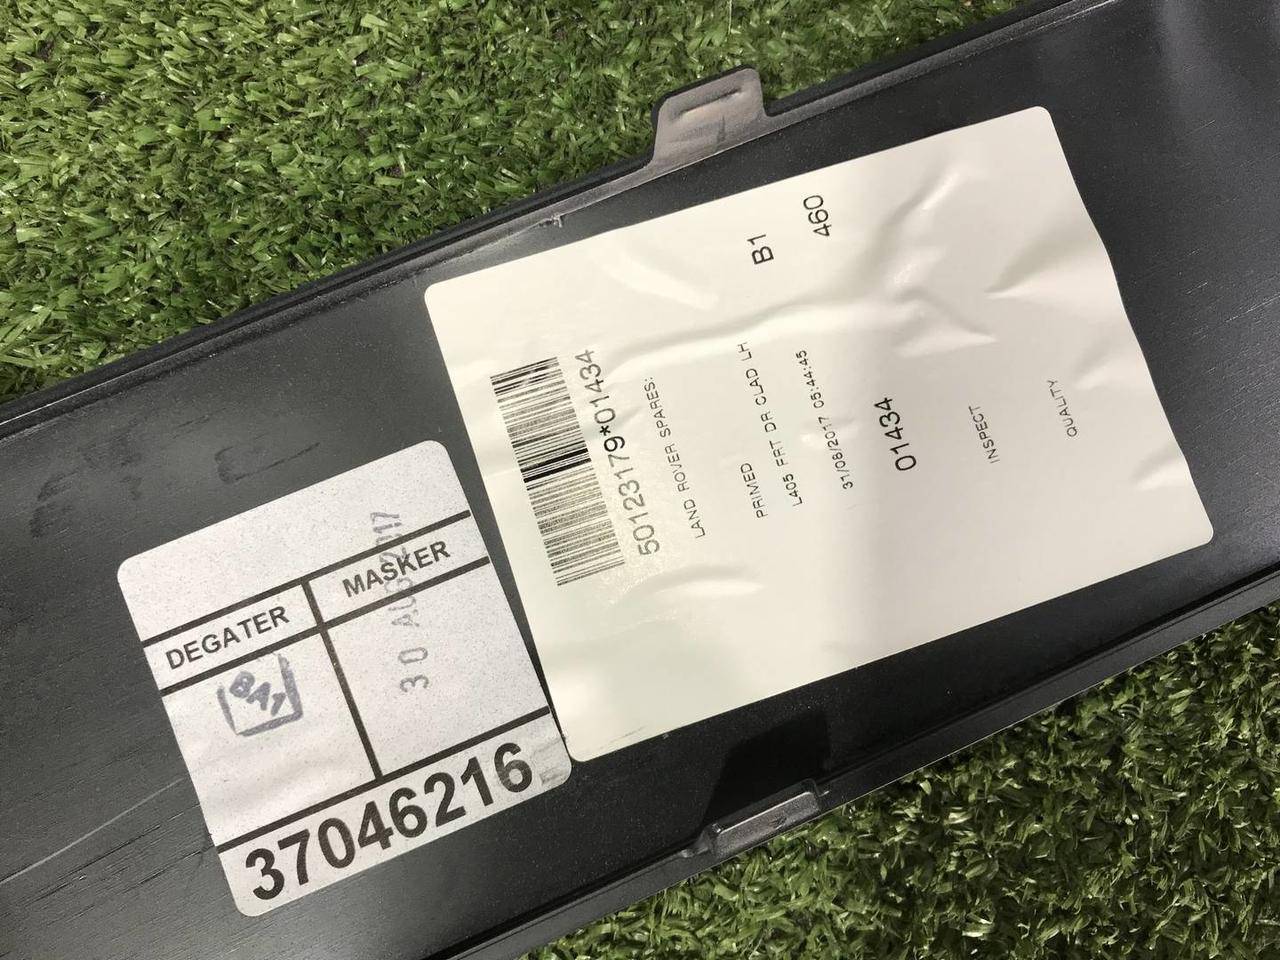 50123179*01434
LAND ROVER SPARES:
B1
PRIMED
L405 FRT DR CLAD LH
460
31/08/2017 05:44:45
01434
INSPECT
QUALITY
DEGATER
MASKER
30 AUG 2017
BA7
37046216